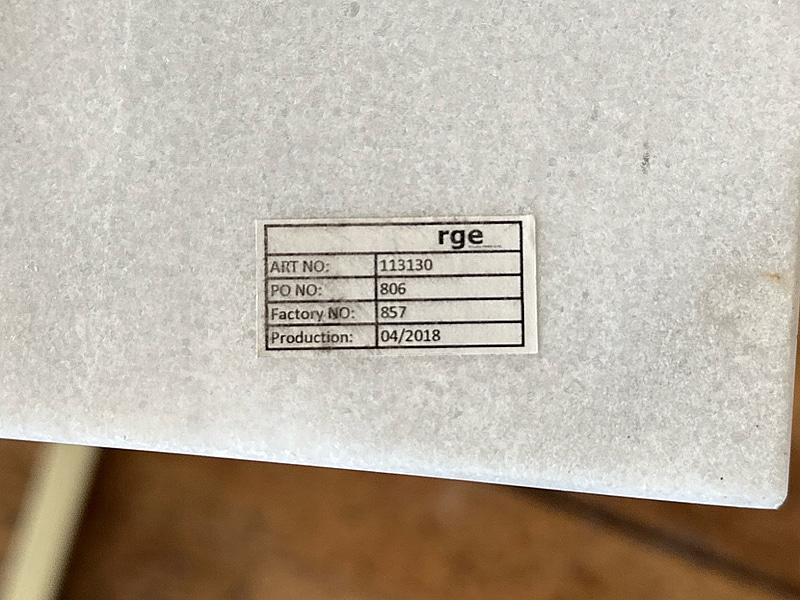 rge
ART NO: 113130
PO NO: 806
Factory NO: 857
Production: 04/2018